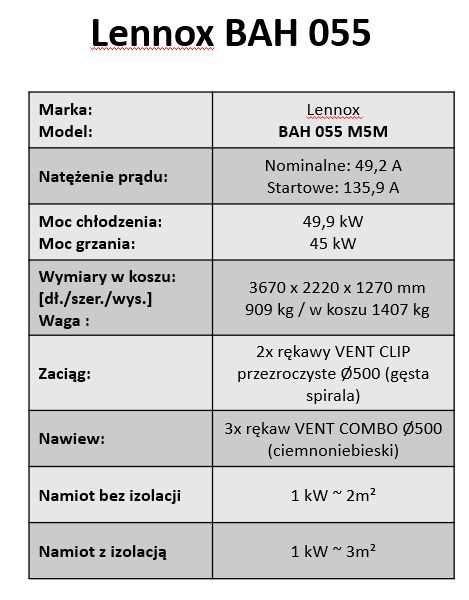 Lennox BAH 055
Marka: Lennox
Model: BAH 055 M5M
Natężenie prądu: Nominalne: 49,2 A
Startowe: 135,9 A
Moc chłodzenia: 49,9 kW
Moc grzania: 45 kW
Wymiary w koszu:
[dł./szer./wys.] 3670 x 2220 x 1270 mm
Waga : 909 kg / w koszu 1407 kg
Zaciąg: 2x rękawy VENT CLIP
przezroczyste Ø500 (gęsta
spirala)
Nawiew: 3x rękaw VENT COMBO Ø500
(ciemnoniebieski)
Namiot bez izolacji 1 kW ~ 2m²
Namiot z izolacją 1 kW ~ 3m²